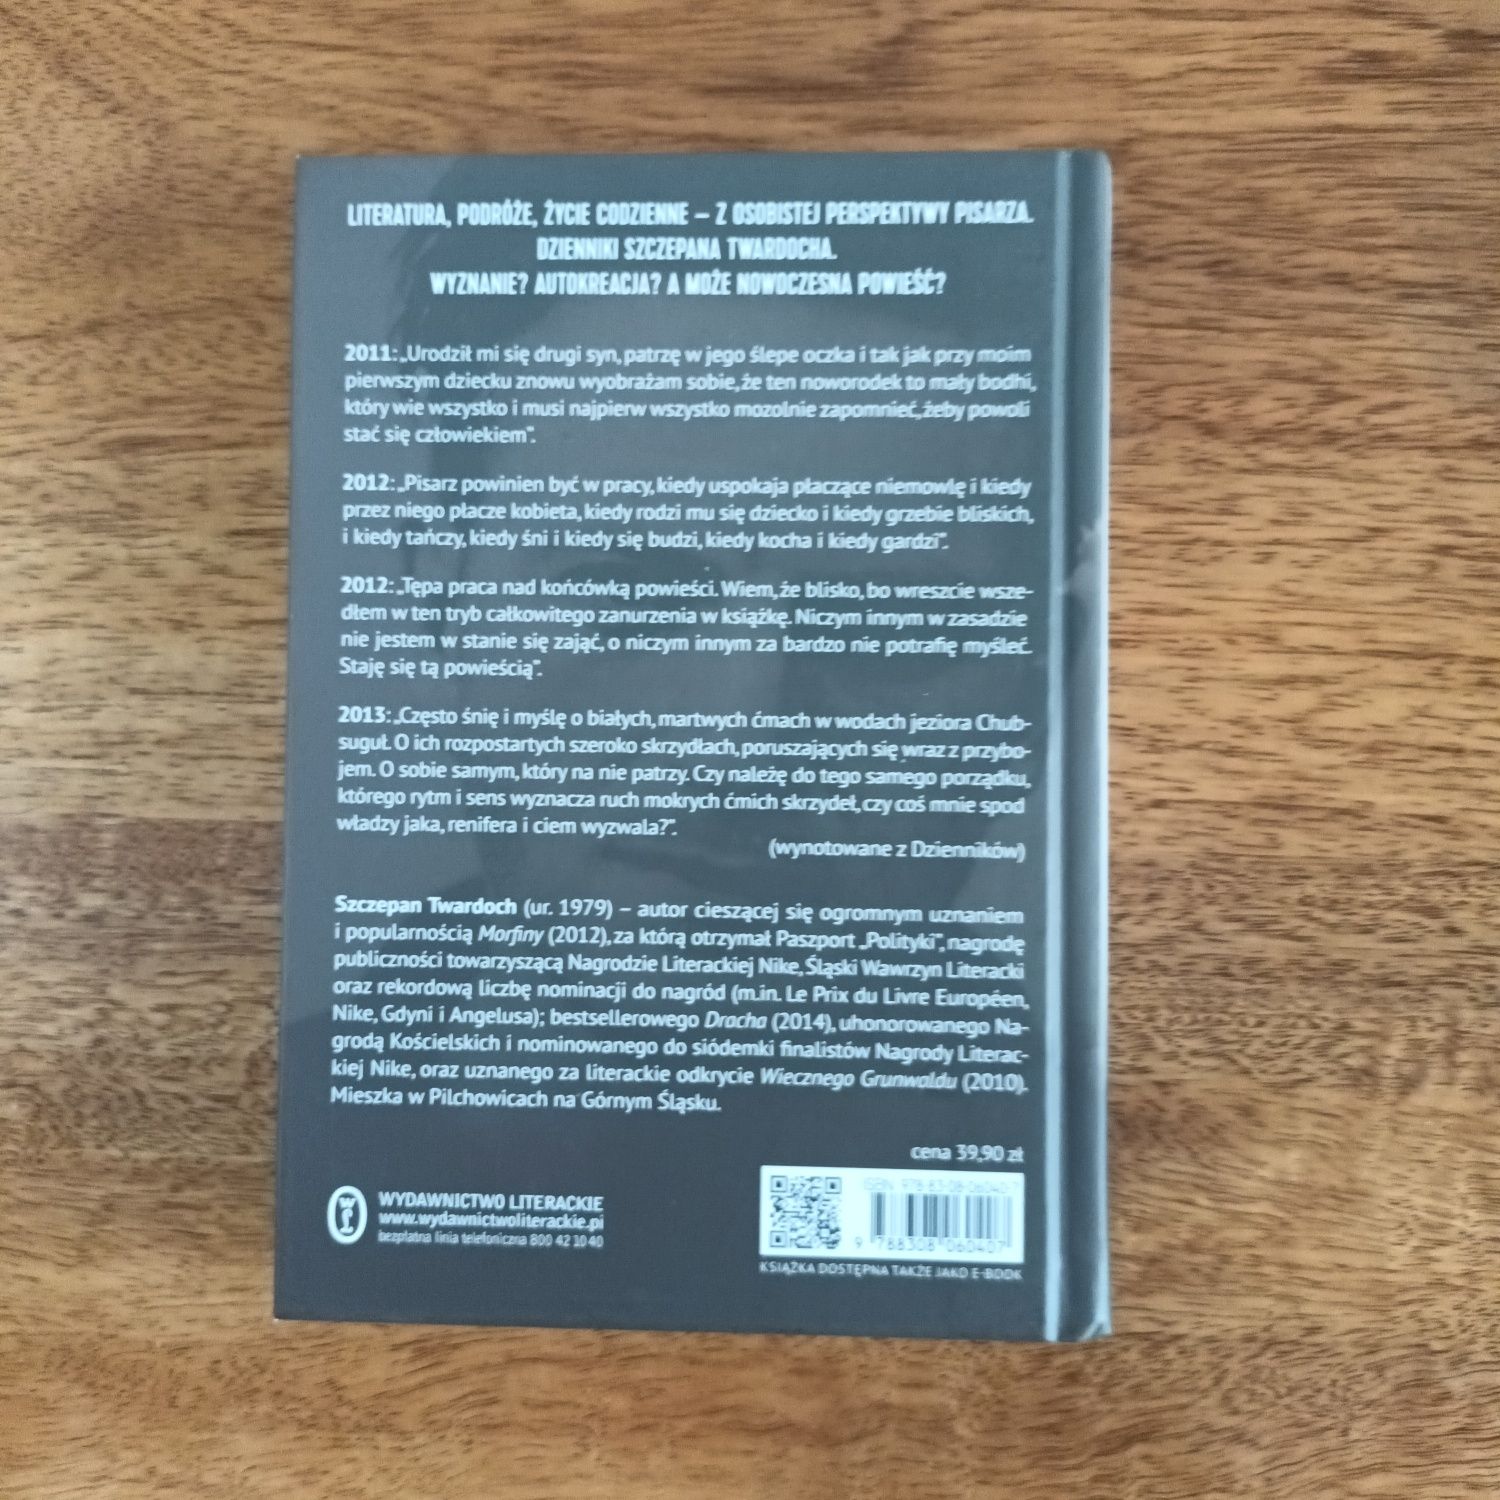 LITERATURA, PODRÓŻE, ŻYCIE CODZIENNE – Z OSOBISTEJ PERSPEKTYWY PISARZA.
DZIENNIKI SZCZEPANA TWARDOCHA.
WYZNANIE? AUTOKREACJA? A MOŻE NOWOCZESNA POWIEŚĆ?
2011: „Urodził mi się drugi syn, patrzę w jego ślepe oczka i tak jak przy moim
pierwszym dziecku znowu wyobrażam sobie, że ten noworodek to mały bodhi,
który wie wszystko i musi najpierw wszystko mozolnie zapomnieć, żeby powoli
stać się człowiekiem”.
2012: „Pisarz powinien być w pracy, kiedy uspokaja płaczące niemowlę i kiedy
przez niego płacze kobieta, kiedy rodzi mu się dziecko i kiedy grzebie bliskich,
i kiedy tańczy, kiedy śni i kiedy się budzi, kiedy kocha i kiedy gardzi”.
2012: „Tępa praca nad końcówką powieści. Wiem, że blisko, bo wreszcie wsze-
dłem w ten tryb całkowitego zanurzenia w książkę. Niczym innym w zasadzie
nie jestem w stanie się zająć, o niczym innym za bardzo nie potrafię myśleć.
Staję się tą powieścią”.
2013: „Często śnię i myślę o białych, martwych ćmach w wodach jeziora Chub-
suguł. O ich rozpostartych szeroko skrzydłach, poruszających się wraz z przybo-
jem. O sobie samym, który na nie patrzy. Czy należę do tego samego porządku,
którego rytm i sens wyznacza ruch mokrych ćmich skrzydeł, czy coś mnie spod
władzy jaka, renifera i ciem wyzwala?”.
(wynotowane z Dzienników)
Szczepan Twardoch (ur. 1979) – autor cieszącej się ogromnym uznaniem
i popularnością Morfiny (2012), za którą otrzymał Paszport „Polityki”, nagrodę
publiczności towarzyszącą Nagrodzie Literackiej Nike, Śląski Wawrzyn Literacki
oraz rekordową liczbę nominacji do nagród (m.in. Le Prix du Livre Européen,
Nike, Gdyni i Angelusa); bestsellerowego Dracha (2014), uhonorowanego Na-
grodą Kościelskich i nominowanego do siódemki finalistów Nagrody Literac-
kiej Nike, oraz uznanego za literackie odkrycie Wiecznego Grunwaldu (2010).
Mieszka w Pilchowicach na Górnym Śląsku.
cena 39,90 zł
WYDAWNICTWO LITERACKIE
www.wydawnictwoliterackie.pl
bezpłatna linia telefoniczna 800 42 10 40
ISBN 978-83-08-06040-7
9 788308 060407
KSIĄŻKA DOSTĘPNA TAKŻE JAKO E-BOOK